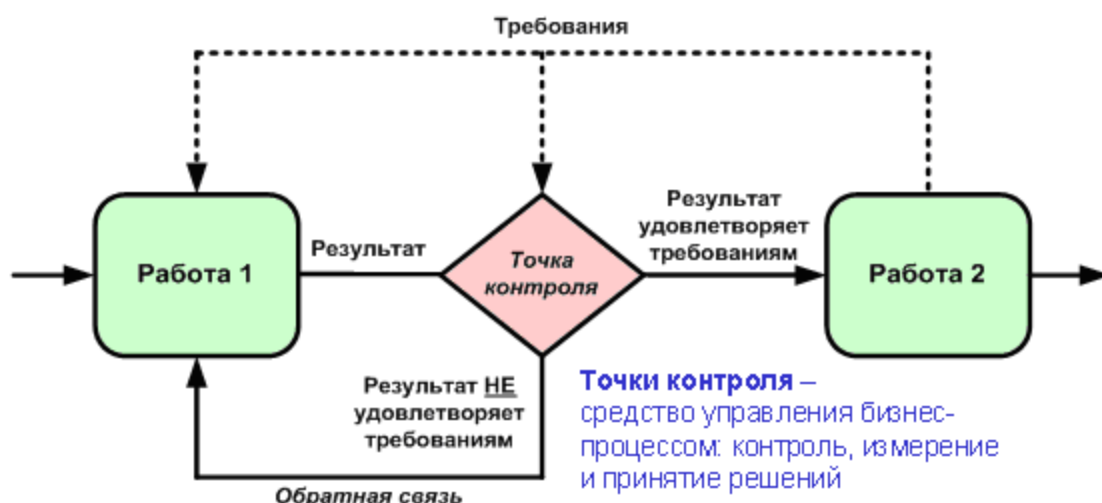 Требования
Результат
удовлетворяет
требованиям
Работа 1
Результат
Точка
контроля
Работа 2
Результат НЕ
удовлетворяет
требованиям
Обратная связь
Точки контроля –
средство управления бизнес-
процессом: контроль, измерение
и принятие решений